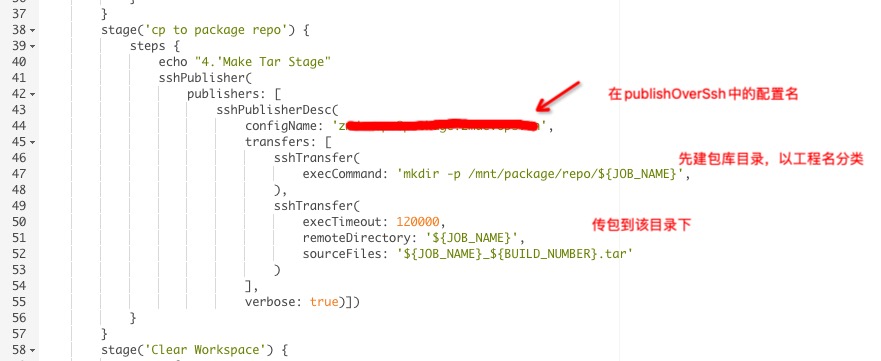 37 }
38 stage('cp to package repo') {
39 steps {
40 echo "4.'Make Tar Stage"
41 sshPublisher(
42 publishers: [
43 sshPublisherDesc(
在publishOverSsh中的配置名
44 configName: 'z',
45 transfers: [
46 sshTransfer(
先建包库目录，以工程名分类
47 execCommand: 'mkdir -p /mnt/package/repo/${JOB_NAME}',
48 ),
49 sshTransfer(
50 execTimeout: 120000,
传包到该目录下
51 remoteDirectory: '${JOB_NAME}',
52 sourceFiles: '${JOB_NAME}_${BUILD_NUMBER}.tar'
53 )
54 ],
55 verbose: true)])
56 }
57 }
58 stage('Clear Workspace') {